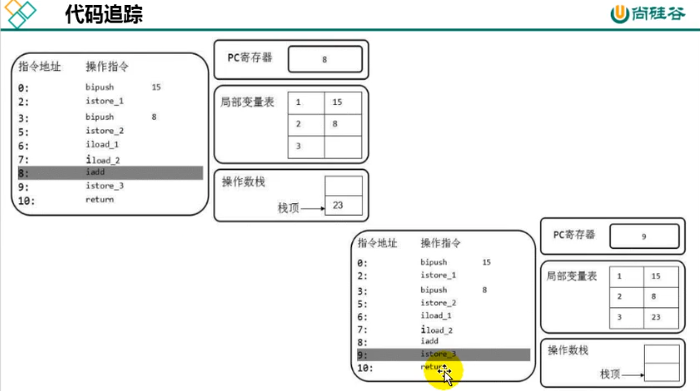 代码追踪
尚硅谷
指令地址 操作指令
0: bipush 15
2: istore_1
3: bipush 8
5: istore_2
6: iload_1
7: iload_2
8: iadd
9: istore_3
10: return
PC寄存器 8
局部变量表
1 15
2 8
3
操作数栈
栈顶 23
指令地址 操作指令
0: bipush 15
2: istore_1
3: bipush 8
5: istore_2
6: iload_1
7: iload_2
8: iadd
9: istore_3
10: return
PC寄存器 9
局部变量表
1 15
2 8
3 23
操作数栈
栈顶